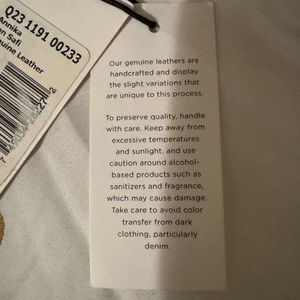 Q23 1191 00233
Annika
Safi
Leather
Our genuine leathers are
handcrafted and display
the slight variations that
are unique to this process.
To preserve quality, handle
with care. Keep away from
excessive temperatures
and sunlight, and use
caution around alcohol-
based products such as
sanitizers and fragrance,
which may cause damage.
Take care to avoid color
transfer from dark
clothing, particularly
denim.